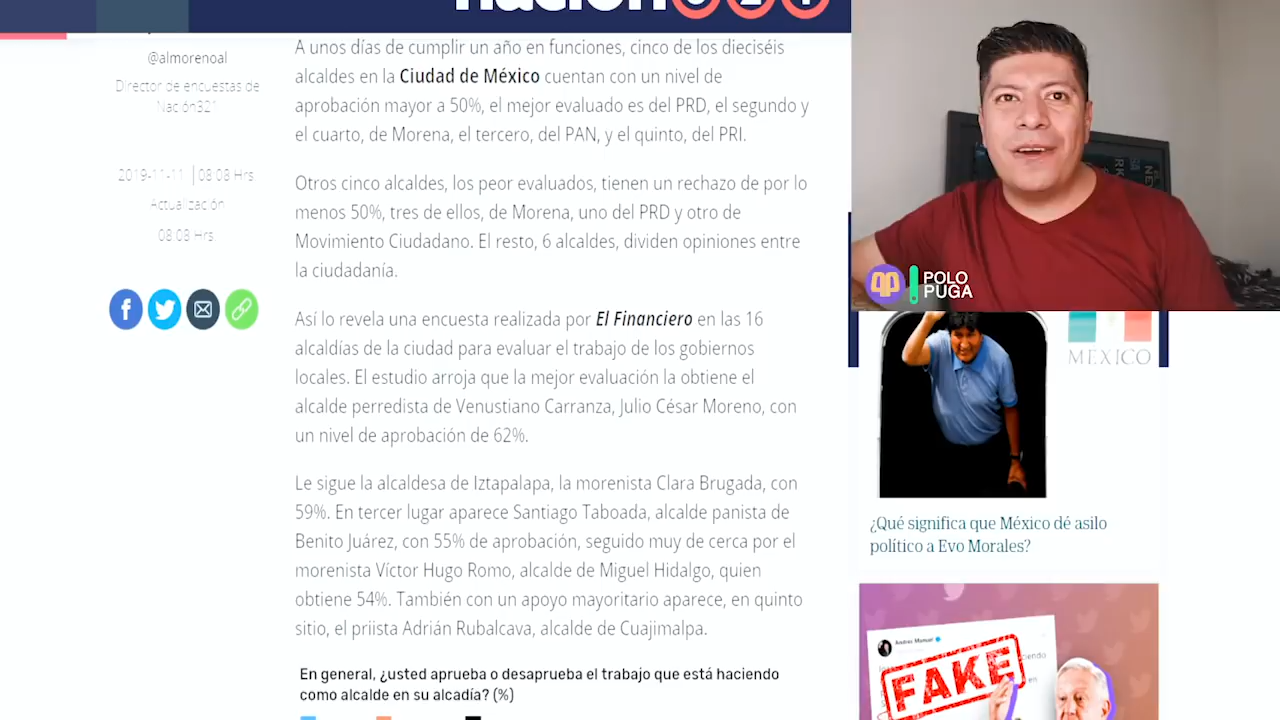 nación321
@almorenoal
Director de encuestas de
Nación321
2019-11-11 | 08:08 Hrs.
Actualización
08:08 Hrs.
A unos días de cumplir un año en funciones, cinco de los dieciséis
alcaldes en la Ciudad de México cuentan con un nivel de
aprobación mayor a 50%, el mejor evaluado es del PRD, el segundo y
el cuarto, de Morena, el tercero, del PAN, y el quinto, del PRI.
Otros cinco alcaldes, los peor evaluados, tienen un rechazo de por lo
menos 50%, tres de ellos, de Morena, uno del PRD y otro de
Movimiento Ciudadano. El resto, 6 alcaldes, dividen opiniones entre
la ciudadanía.
Así lo revela una encuesta realizada por El Financiero en las 16
alcaldías de la ciudad para evaluar el trabajo de los gobiernos
locales. El estudio arroja que la mejor evaluación la obtiene el
alcalde perredista de Venustiano Carranza, Julio César Moreno, con
un nivel de aprobación de 62%.
Le sigue la alcaldesa de Iztapalapa, la morenista Clara Brugada, con
59%. En tercer lugar aparece Santiago Taboada, alcalde panista de
Benito Juárez, con 55% de aprobación, seguido muy de cerca por el
morenista Víctor Hugo Romo, alcalde de Miguel Hidalgo, quien
obtiene 54%. También con un apoyo mayoritario aparece, en quinto
sitio, el priista Adrián Rubalcava, alcalde de Cuajimalpa.
En general, ¿usted aprueba o desaprueba el trabajo que está haciendo
como alcalde en su alcadía? (%)
POLO
PUGA
MEXICO
¿Qué significa que México dé asilo
político a Evo Morales?
Andres Manuel
FAKE